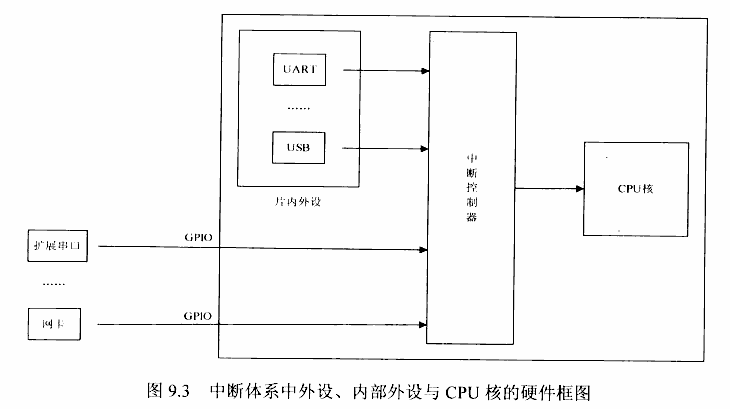 UART
……
USB
片内外设
中断控制器
CPU核
扩展串口
GPIO
……
网卡
GPIO
图 9.3 中断体系中外设、内部外设与 CPU 核的硬件框图